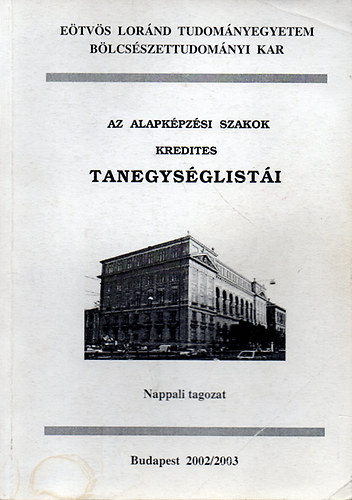 EÖTVÖS LORÁND TUDOMÁNYEGYETEM
BÖLCSÉSZETTUDOMÁNYI KAR
AZ ALAPKÉPZÉSI SZAKOK
KREDITES
TANEGYSÉGLISTÁI
Nappali tagozat
Budapest 2002/2003